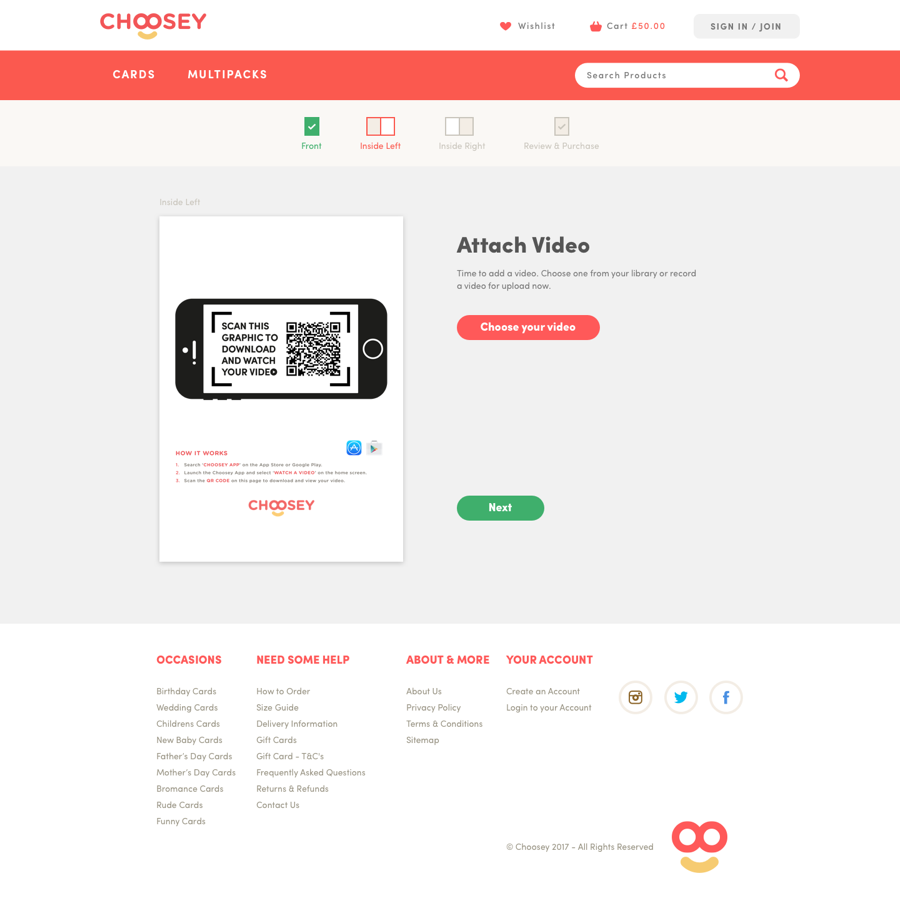 CHOOSEY
Wishlist
Cart £50.00
SIGN IN / JOIN
CARDS
MULTIPACKS
Search Products
Front
Inside Left
Inside Right
Review & Purchase
Inside Left
SCAN THIS
GRAPHIC TO
DOWNLOAD
AND WATCH
YOUR VIDEO
HOW IT WORKS
1. Search 'CHOOSEY APP' on the App Store or Google Play.
2. Launch the Choosey App and select 'WATCH A VIDEO' on the home screen.
3. Scan the QR CODE on this page to download and view your video.
CHOOSEY
Attach Video
Time to add a video. Choose one from your library or record
a video for upload now.
Choose your video
Next
OCCASIONS
Birthday Cards
Wedding Cards
Childrens Cards
New Baby Cards
Father's Day Cards
Mother's Day Cards
Bromance Cards
Rude Cards
Funny Cards
NEED SOME HELP
How to Order
Size Guide
Delivery Information
Gift Cards
Gift Card - T&C's
Frequently Asked Questions
Returns & Refunds
Contact Us
ABOUT & MORE
About Us
Privacy Policy
Terms & Conditions
Sitemap
YOUR ACCOUNT
Create an Account
Login to your Account
© Choosey 2017 - All Rights Reserved